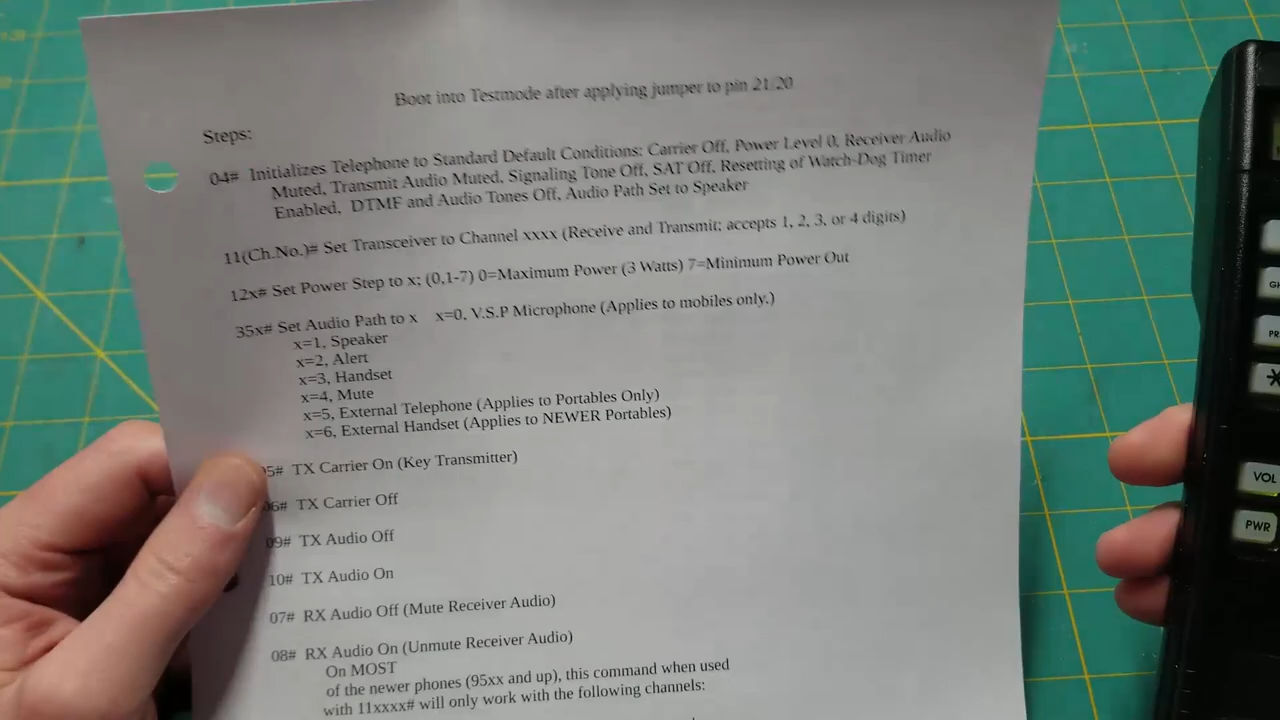 Boot into Testmode after applying jumper to pin 21/20
Steps:
04# Initializes Telephone to Standard Default Conditions: Carrier Off, Power Level 0, Receiver Audio
Muted, Transmit Audio Muted, Signaling Tone Off, SAT Off, Resetting of Watch-Dog Timer
Enabled, DTMF and Audio Tones Off, Audio Path Set to Speaker
11(Ch.No.)# Set Transceiver to Channel xxxx (Receive and Transmit; accepts 1, 2, 3, or 4 digits)
12x# Set Power Step to x; (0,1-7) 0=Maximum Power (3 Watts) 7=Minimum Power Out
35x# Set Audio Path to x x=0, V.S.P Microphone (Applies to mobiles only.)
x=1, Speaker
x=2, Alert
x=3, Handset
x=4, Mute
x=5, External Telephone (Applies to Portables Only)
x=6, External Handset (Applies to NEWER Portables)
5# TX Carrier On (Key Transmitter)
06# TX Carrier Off
09# TX Audio Off
10# TX Audio On
07# RX Audio Off (Mute Receiver Audio)
08# RX Audio On (Unmute Receiver Audio)
On MOST
of the newer phones (95xx and up), this command when used
with 11xxxx# will only work with the following channels:
GH
PR
*
VOL
PWR